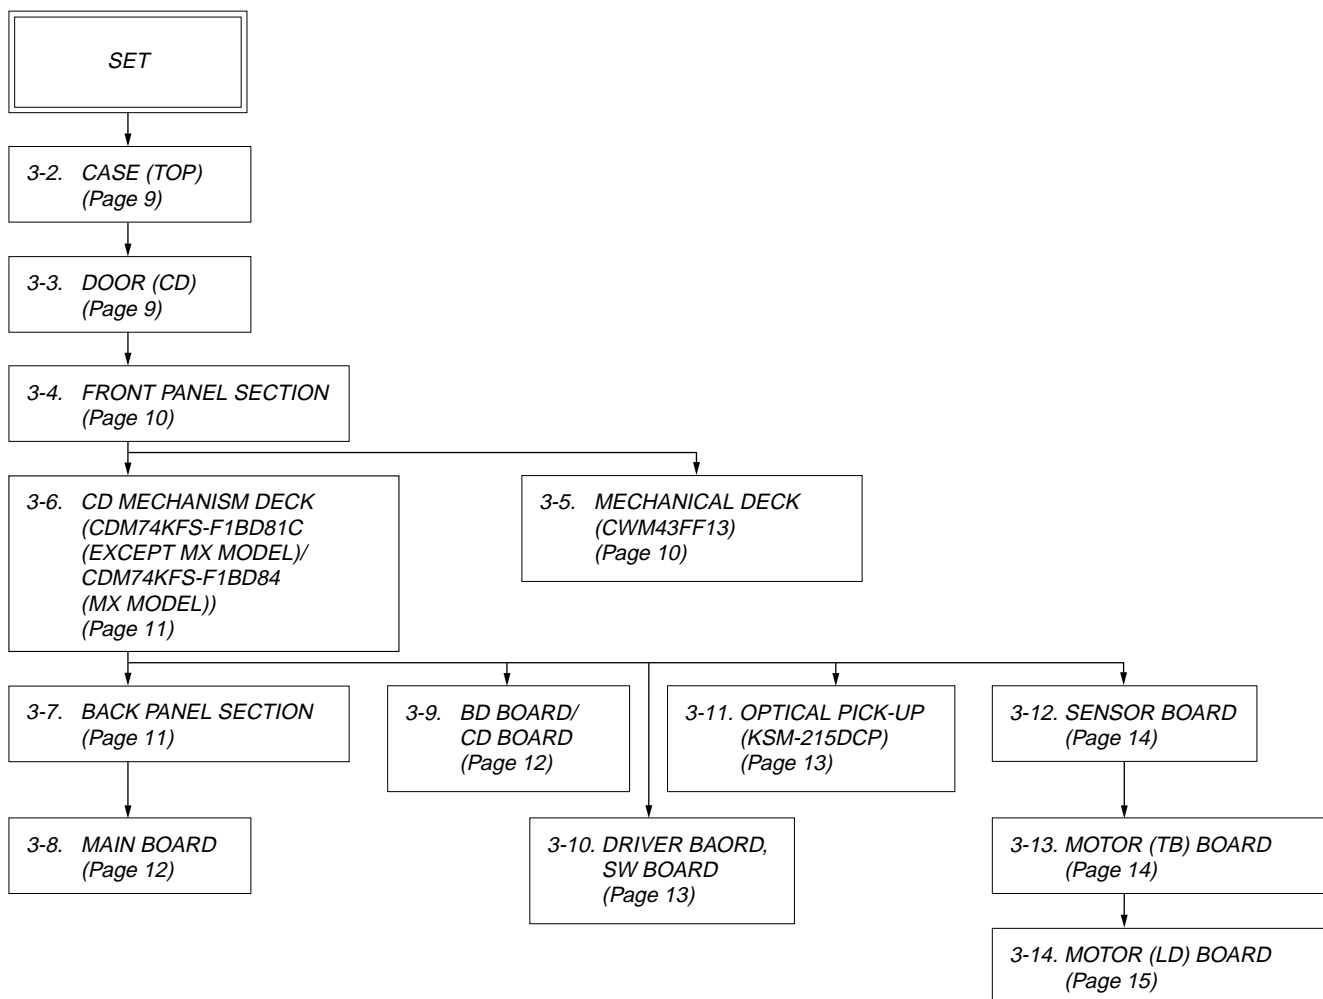 SET
3-2. CASE (TOP)
(Page 9)
3-3. DOOR (CD)
(Page 9)
3-4. FRONT PANEL SECTION
(Page 10)
3-6. CD MECHANISM DECK
(CDM74KFS-F1BD81C
(EXCEPT MX MODEL)/
CDM74KFS-F1BD84
(MX MODEL))
(Page 11)
3-5. MECHANICAL DECK
(CWM43FF13)
(Page 10)
3-7. BACK PANEL SECTION
(Page 11)
3-9. BD BOARD/
CD BOARD
(Page 12)
3-11. OPTICAL PICK-UP
(KSM-215DCP)
(Page 13)
3-12. SENSOR BOARD
(Page 14)
3-8. MAIN BOARD
(Page 12)
3-10. DRIVER BAORD,
SW BOARD
(Page 13)
3-13. MOTOR (TB) BOARD
(Page 14)
3-14. MOTOR (LD) BOARD
(Page 15)